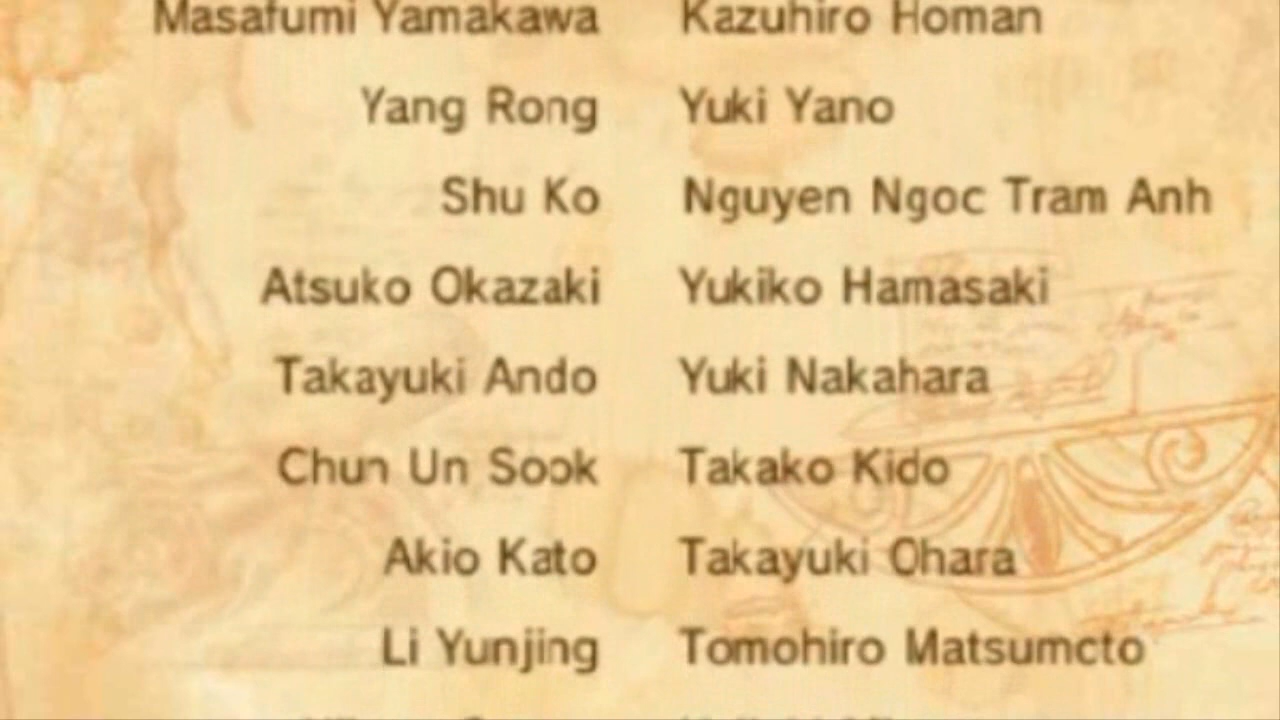 Masafumi Yamakawa Kazuhiro Homan
Yang Rong Yuki Yano
Shu Ko Nguyen Ngoc Tram Anh
Atsuko Okazaki Yukiko Hamasaki
Takayuki Ando Yuki Nakahara
Chun Un Sook Takako Kido
Akio Kato Takayuki Ohara
Li Yunjing Tomohiro Matsumoto